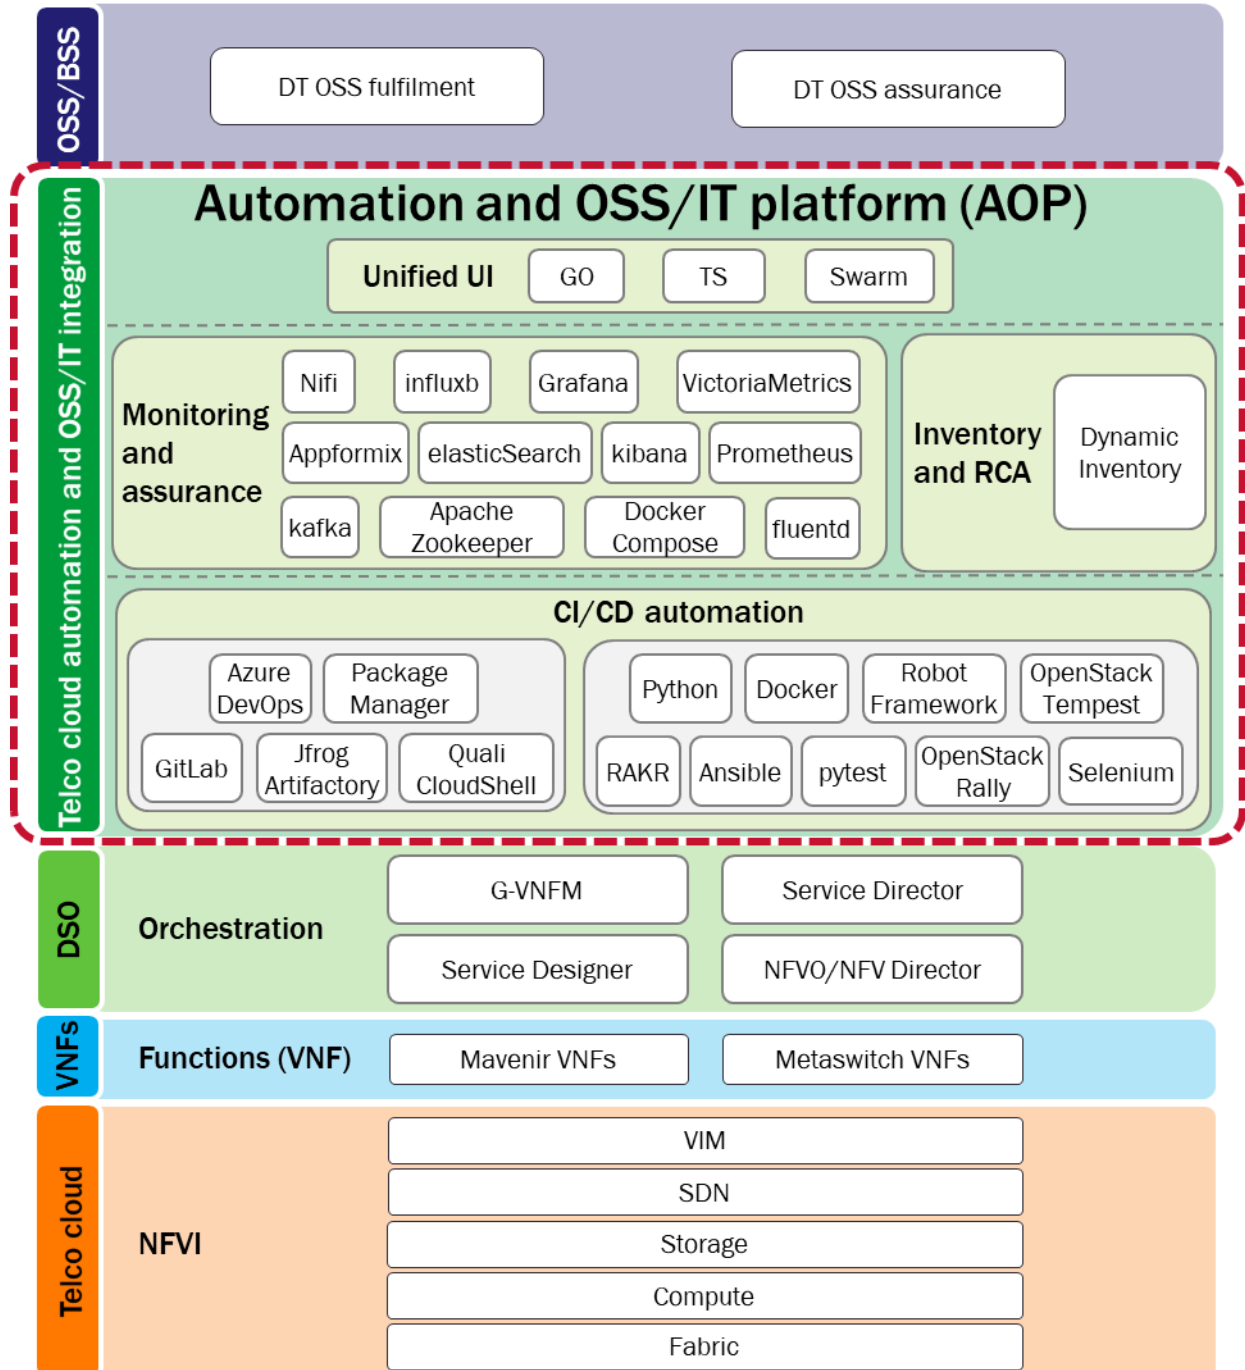 OSS/BSS
DT OSS fulfilment
DT OSS assurance
Telco cloud automation and OSS/IT integration
Automation and OSS/IT platform (AOP)
Unified UI
GO
TS
Swarm
Monitoring
and
assurance
Nifi
influxb
Grafana
VictoriaMetrics
Appformix
elasticSearch
kibana
Prometheus
kafka
Apache
Zookeeper
Docker
Compose
fluentd
Inventory
and RCA
Dynamic
Inventory
CI/CD automation
Azure
DevOps
Package
Manager
GitLab
Jfrog
Artifactory
Quali
CloudShell
Python
Docker
Robot
Framework
OpenStack
Tempest
RAKR
Ansible
pytest
OpenStack
Rally
Selenium
DSO
Orchestration
G-VNFM
Service Director
Service Designer
NFVO/NFV Director
VNFs
Functions (VNF)
Mavenir VNFs
Metaswitch VNFs
Telco cloud
NFVI
VIM
SDN
Storage
Compute
Fabric